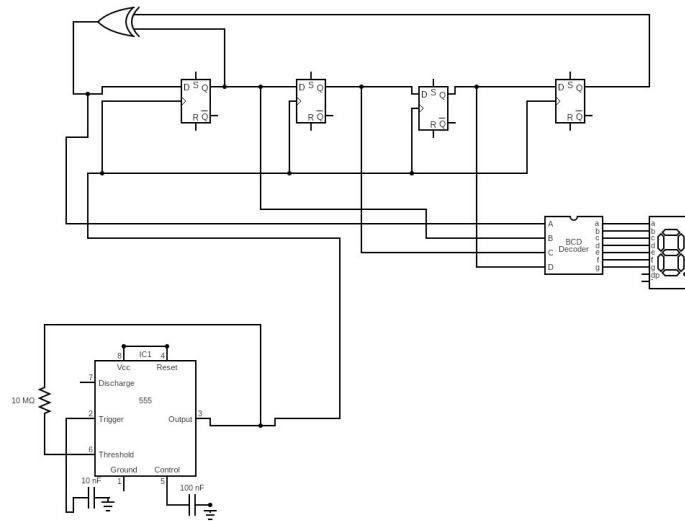 D S Q
R Q
D S Q
R Q
D S Q
R Q
D S Q
R Q
A
B
C
D
BCD
Decoder
a
b
c
d
e
f
g
a
b
c
d
e
f
g
dp
8 IC1 4
Vcc Reset
7
Discharge
555
10 MΩ
2
Trigger
Output 3
6
Threshold
Ground Control
1 5
10 nF
100 nF